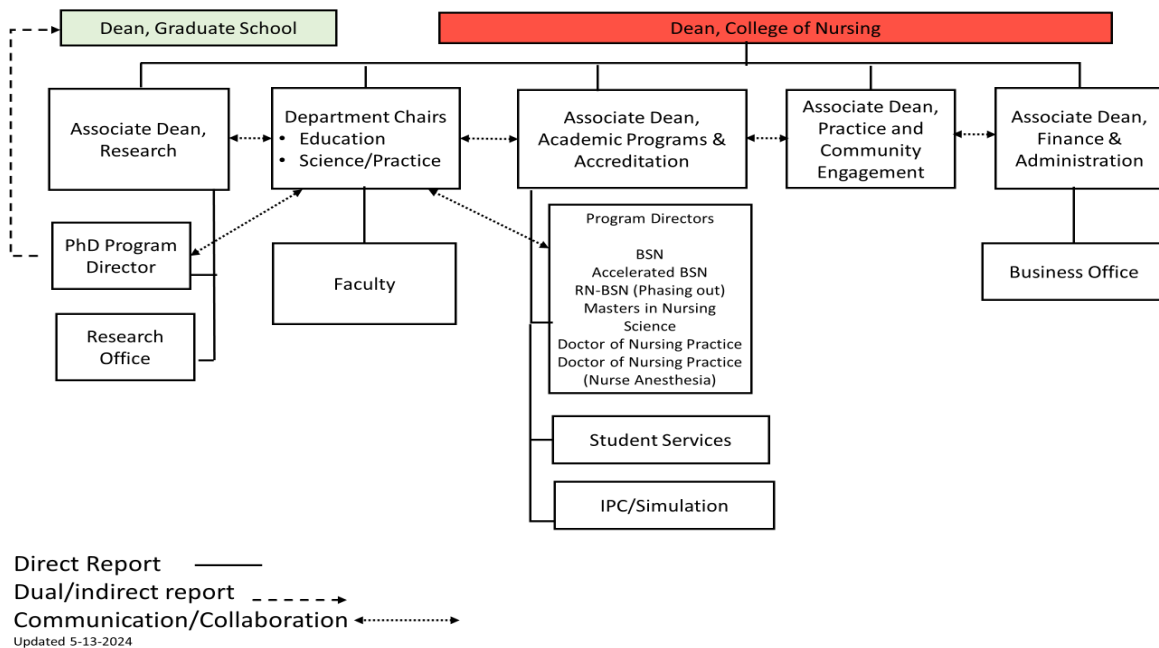 Dean, Graduate School
Dean, College of Nursing
Associate Dean,
Research
Department Chairs
• Education
• Science/Practice
Associate Dean,
Academic Programs &
Accreditation
Associate Dean,
Practice and
Community
Engagement
Associate Dean,
Finance &
Administration
PhD Program
Director
Research
Office
Faculty
Program Directors
BSN
Accelerated BSN
RN-BSN (Phasing out)
Masters in Nursing
Science
Doctor of Nursing Practice
Doctor of Nursing Practice
(Nurse Anesthesia)
Student Services
IPC/Simulation
Business Office
Direct Report
Dual/indirect report
Communication/Collaboration
Updated 5-13-2024